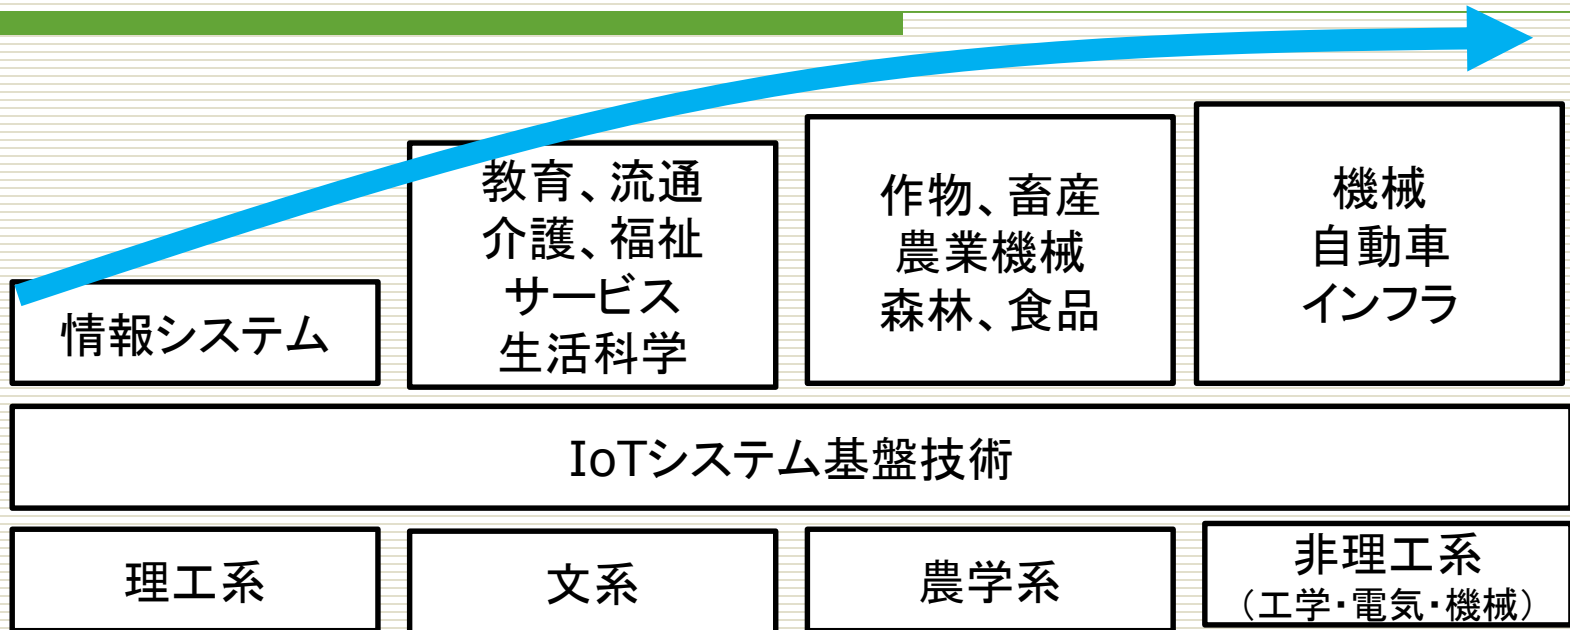 情報システム
教育、流通
介護、福祉
サービス
生活科学
作物、畜産
農業機械
森林、食品
機械
自動車
インフラ
IoTシステム基盤技術
理工系
文系
農学系
非理工系
（工学・電気・機械）